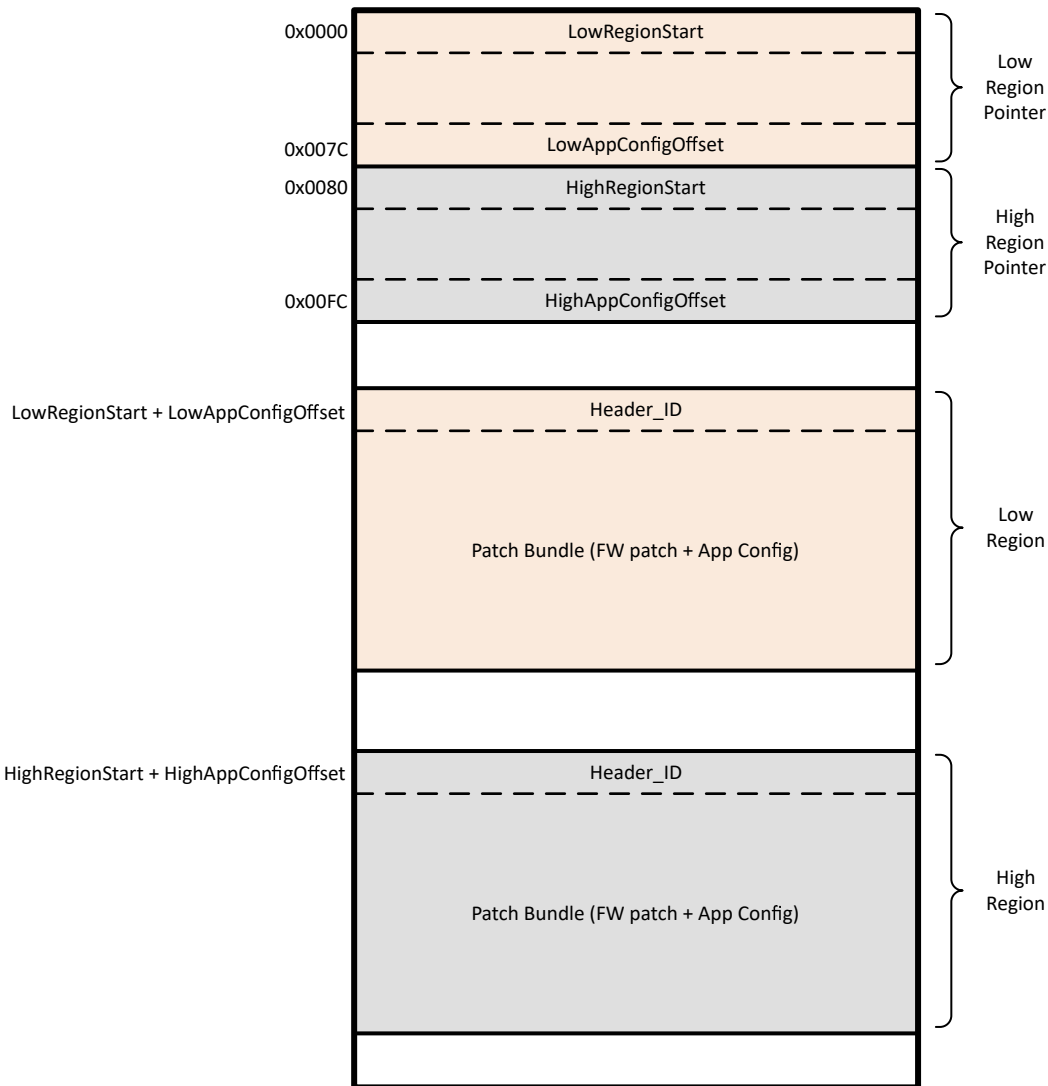 0x0000
LowRegionStart
Low
Region
Pointer
LowAppConfigOffset
0x007C
0x0080
HighRegionStart
High
Region
Pointer
0x00FC
HighAppConfigOffset
LowRegionStart + LowAppConfigOffset
Header_ID
Low
Region
Patch Bundle (FW patch + App Config)
HighRegionStart + HighAppConfigOffset
Header_ID
High
Region
Patch Bundle (FW patch + App Config)